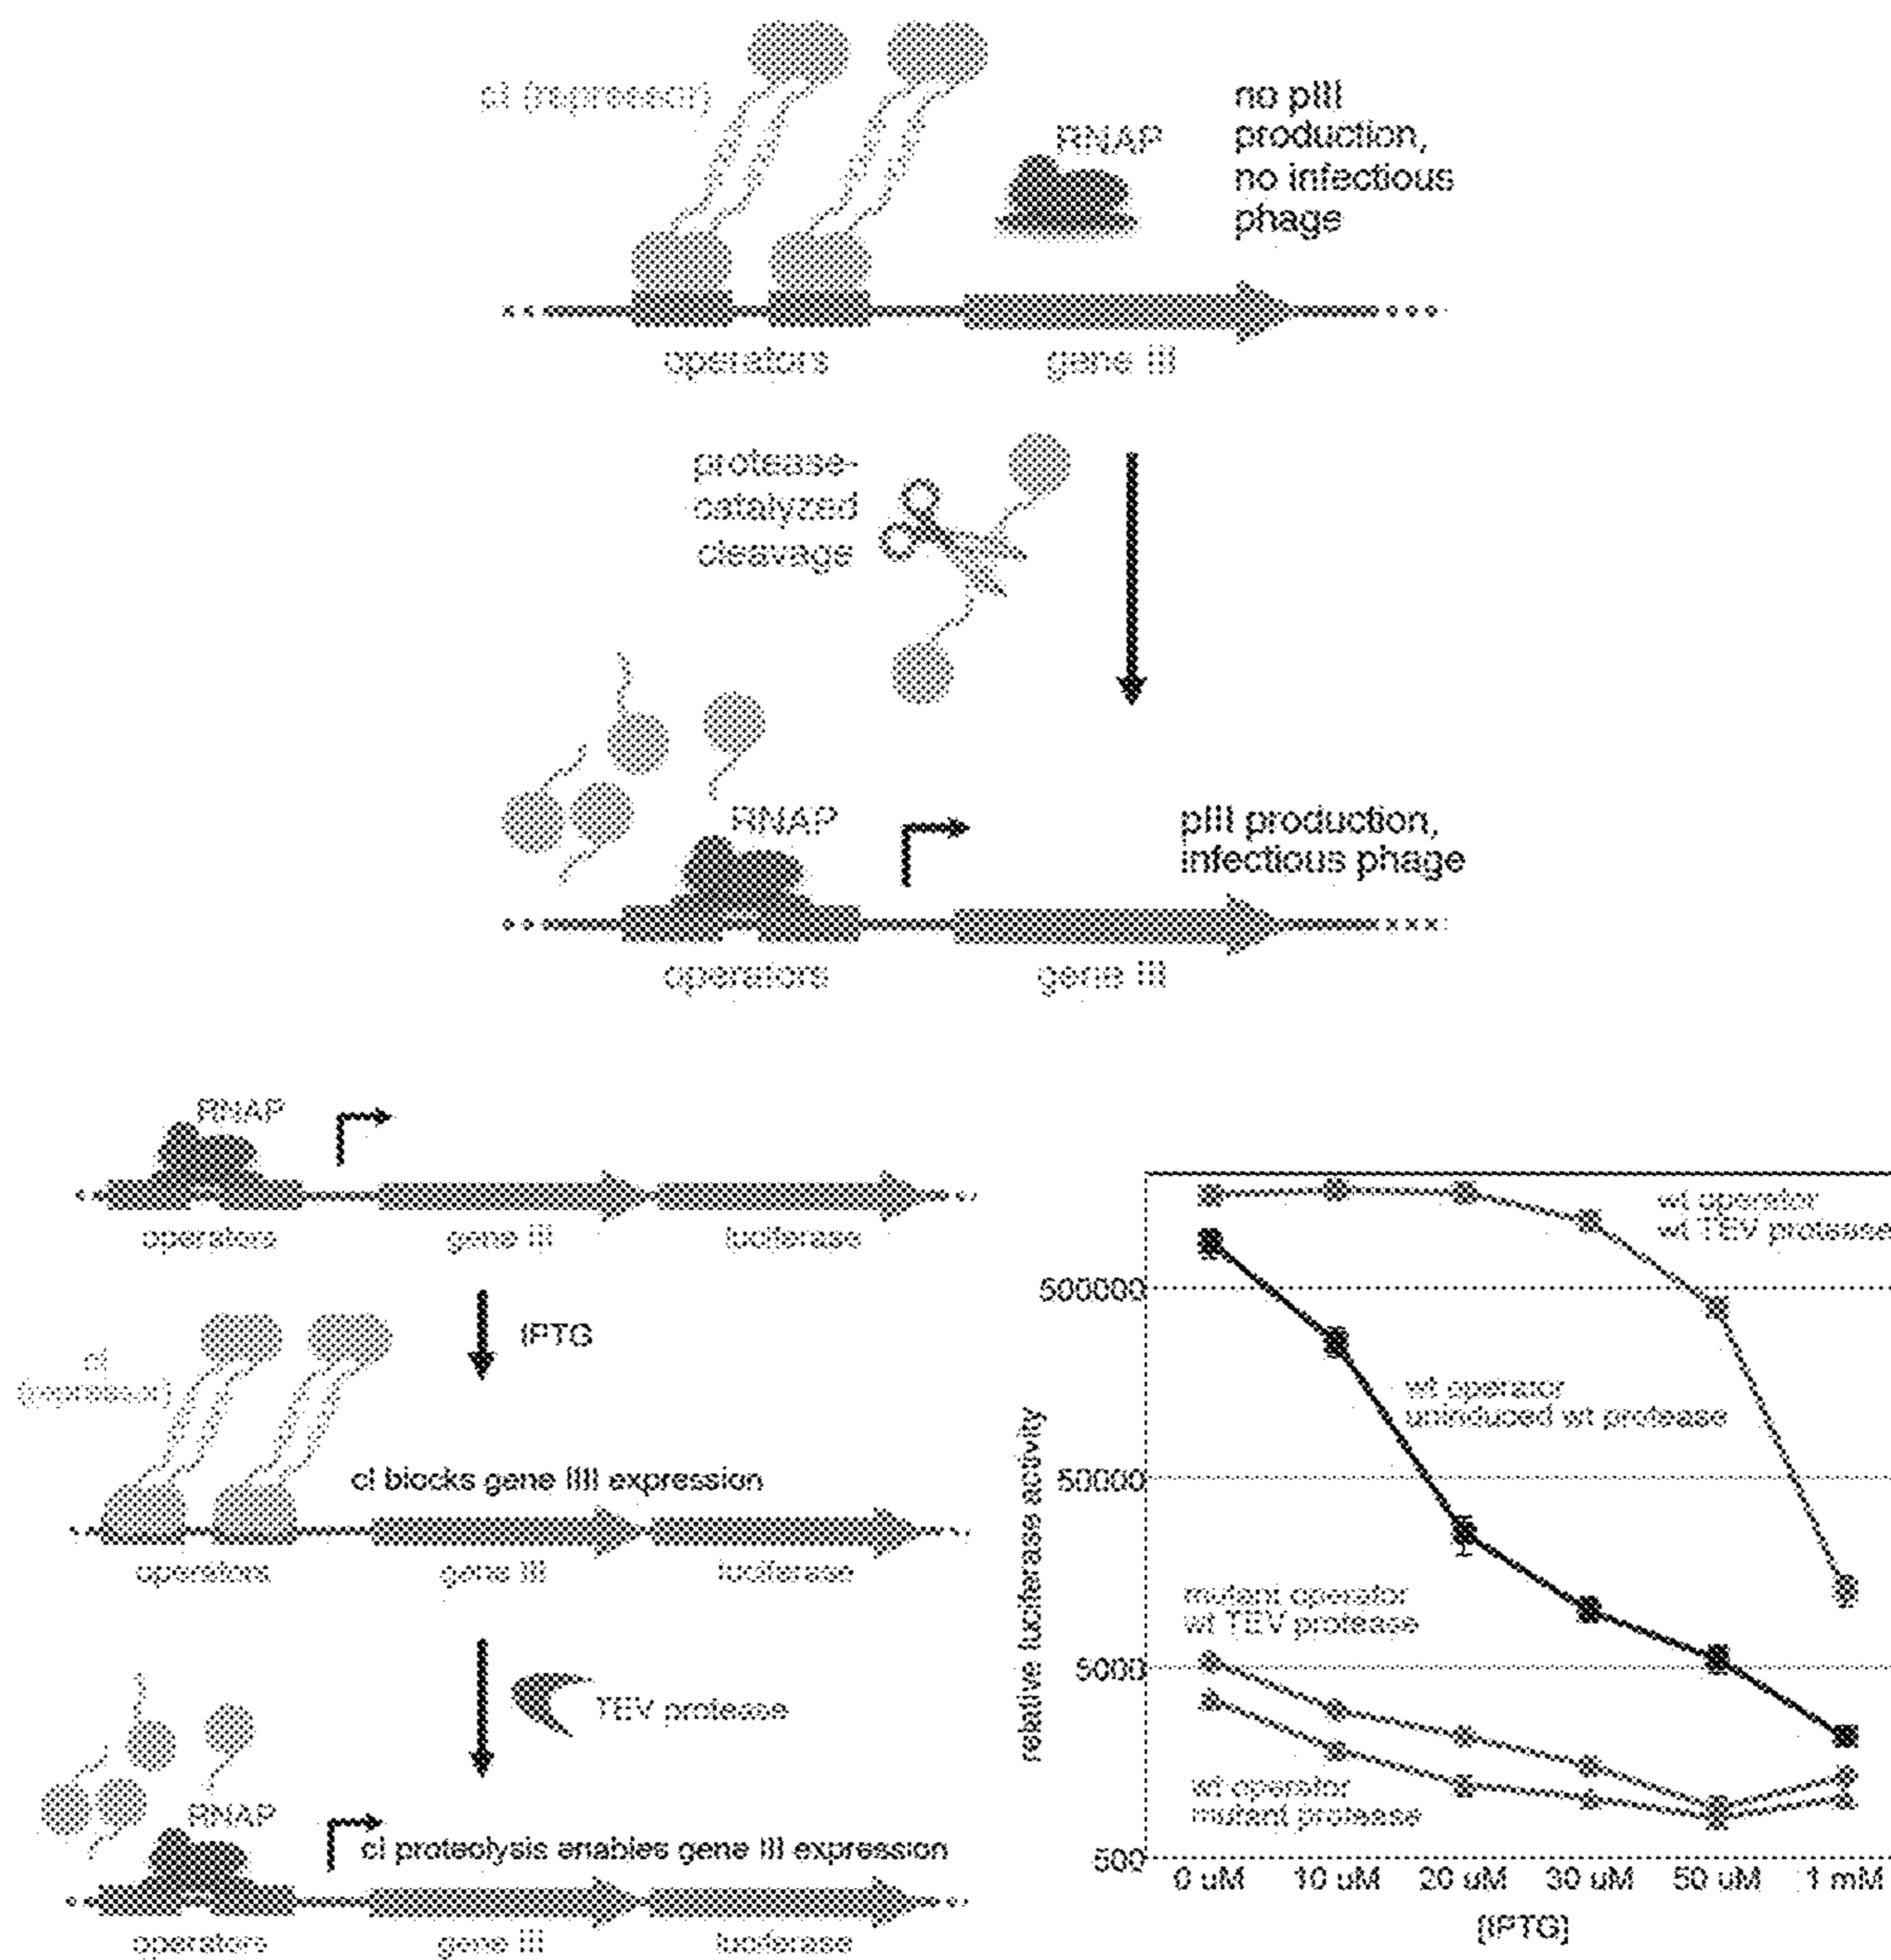 cI (repressor)
RNAP
no pIII
production,
no infectious
phage
operators
gene III
protease-
catalyzed
cleavage
RNAP
pIII production,
infectious phage
operators
gene III
RNAP
operators
gene III
luciferase
IPTG
cI
(repressor)
cI blocks gene IIII expression
operators
gene III
luciferase
TEV protease
RNAP
cI proteolysis enables gene III expression
operators
gene III
luciferase
relative luciferase activity
500000
50000
5000
500
wt operator
wt TEV protease
wt operator
uninduced wt protease
mutant operator
wt TEV protease
wt operator
mutant protease
0 uM 10 uM 20 uM 30 uM 50 uM 1 mM
[IPTG]